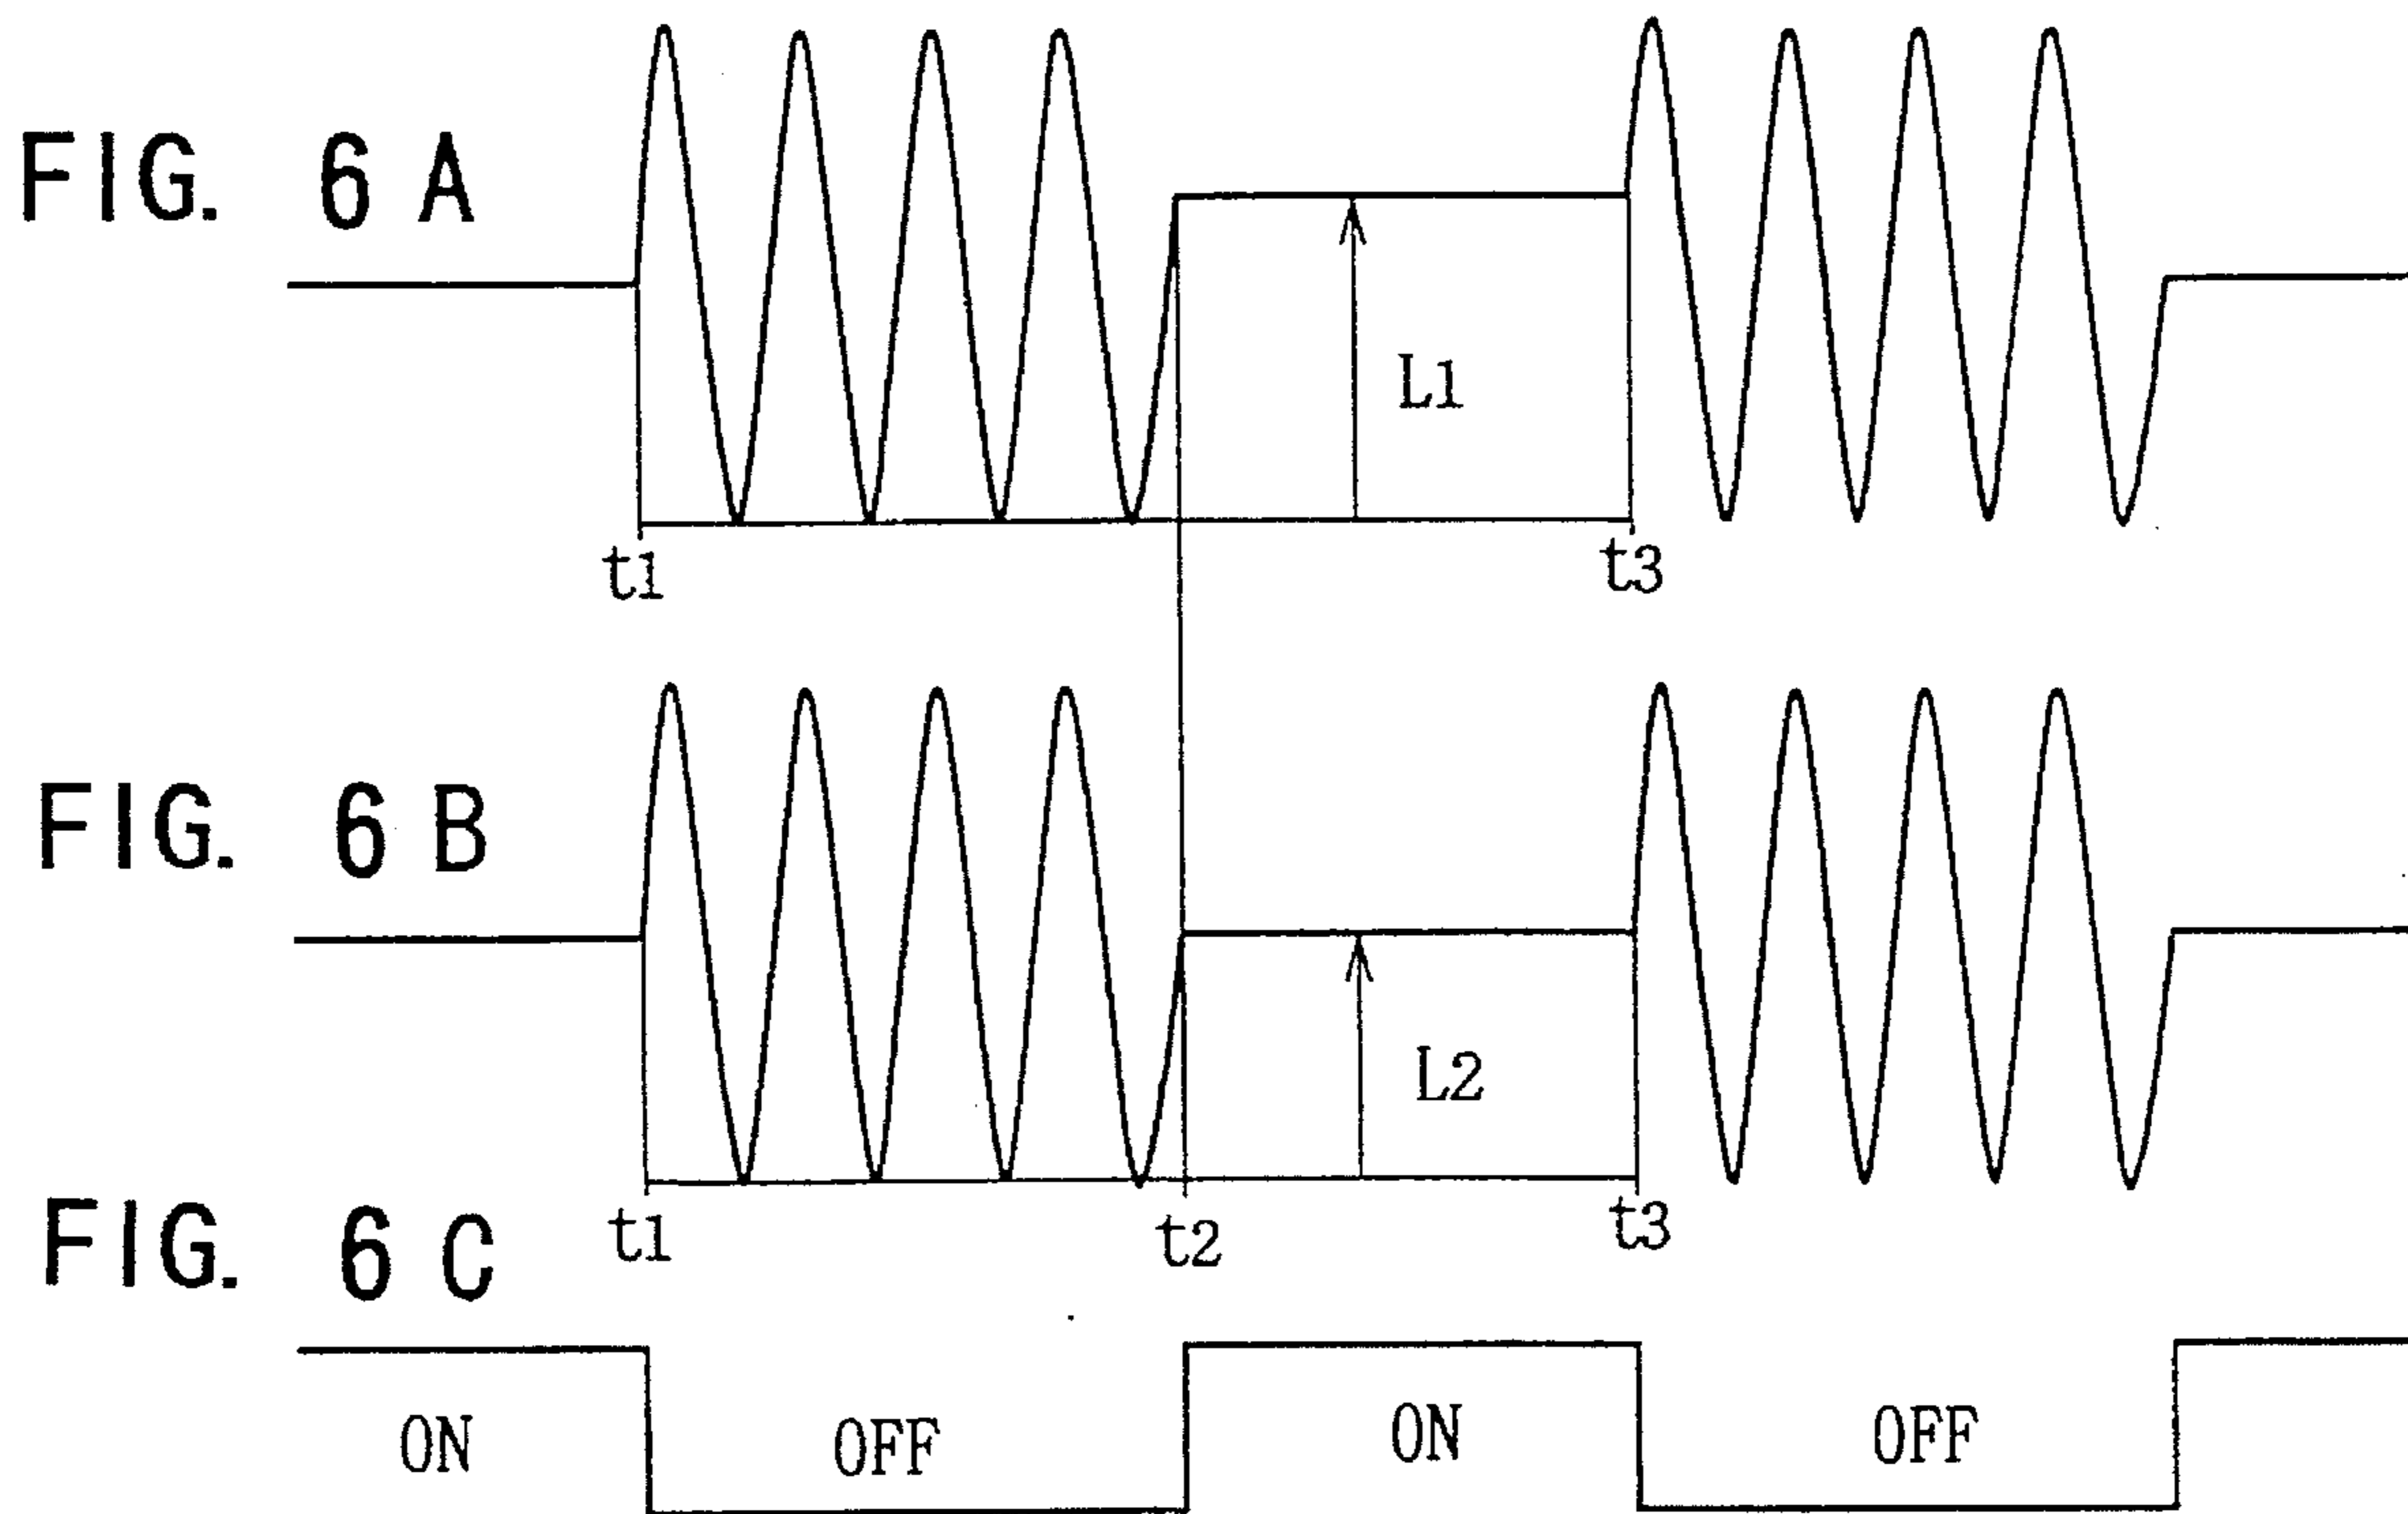 FIG. 6 A
L1
t1 t3
FIG. 6 B
L2
t1 t2 t3
FIG. 6 C
ON OFF ON OFF